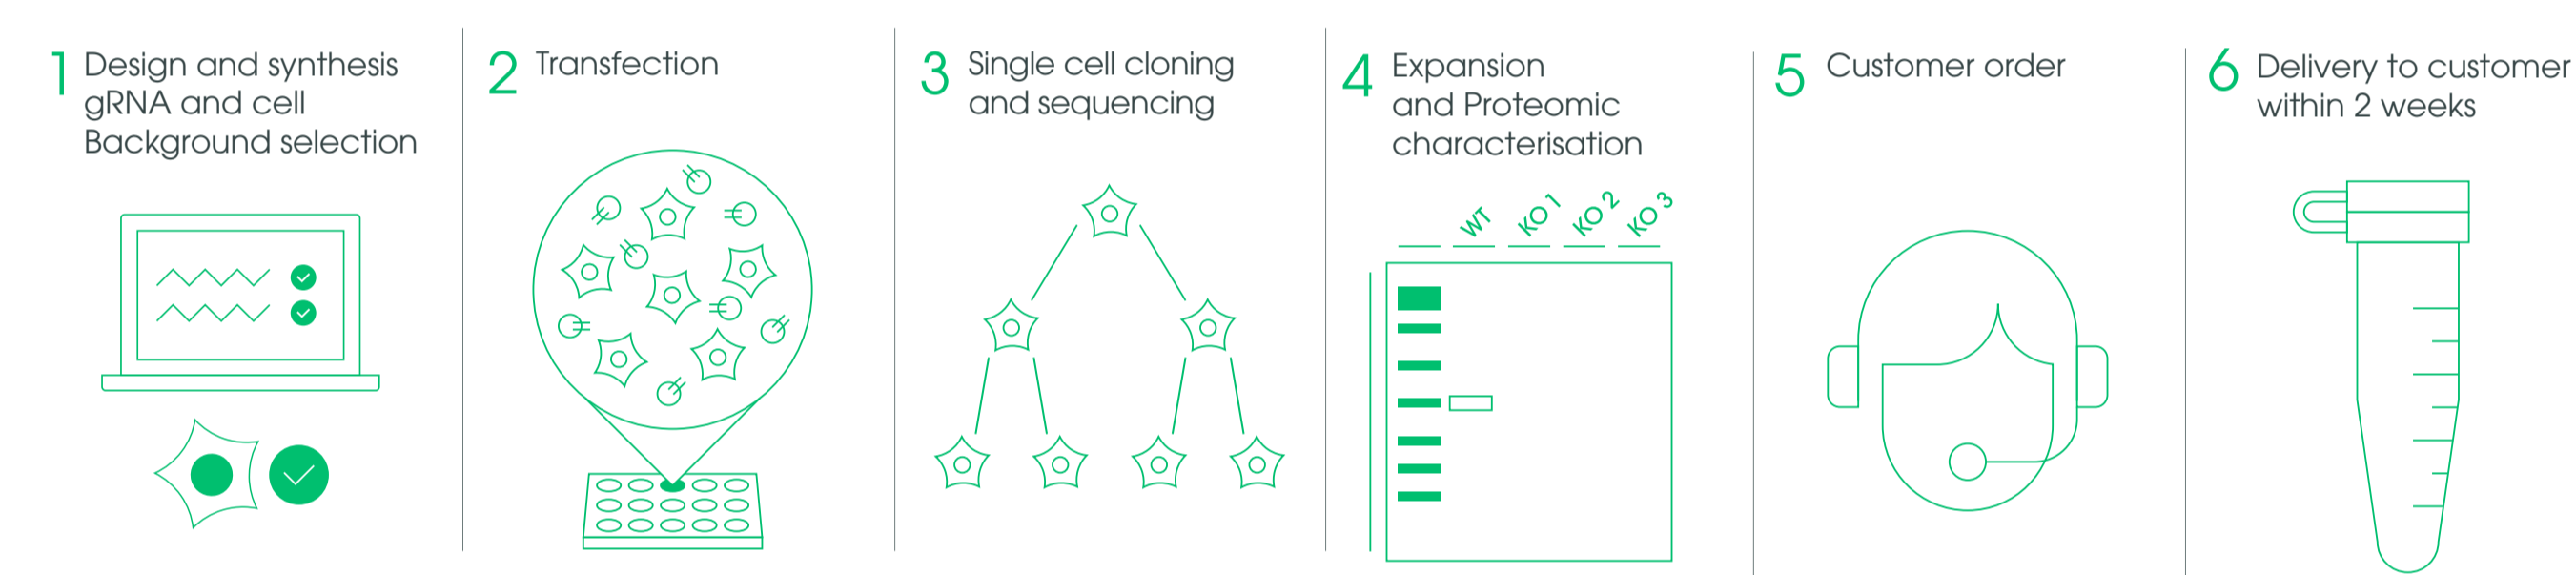 1 Design and synthesis
gRNA and cell
Background selection
2 Transfection
3 Single cell cloning
and sequencing
4 Expansion
and Proteomic
characterisation
WT KO 1 KO 2 KO 3
5 Customer order
6 Delivery to customer
within 2 weeks